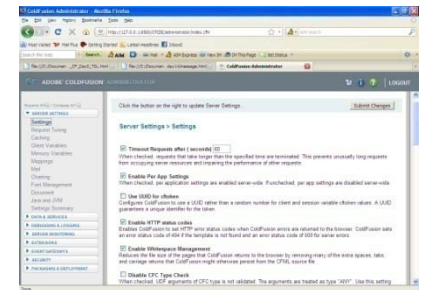 ColdFusion Administrator - Mozilla Firefox
File Edit View History Bookmarks Tools Help
Most Visited
Getting Started
Latest Headlines
ColdFusion Administrator
ADOBE COLDFUSION ADMINISTRATOR
LOGOUT
Expand All / Collapse All
SERVER SETTINGS
Settings
Request Tuning
Caching
Client Variables
Memory Variables
Mappings
Mail
Charting
Font Management
Document
Java and JVM
Settings Summary
DATA & SERVICES
DEBUGGING & LOGGING
SERVER MONITORING
EXTENSIONS
EVENT GATEWAYS
SECURITY
PACKAGING & DEPLOYMENT
Click the button on the right to update Server Settings.
Submit Changes
Server Settings > Settings
Timeout Requests after ( seconds) 60
When checked, requests that take longer than the specified time are terminated. This prevents unusually long requests
from occupying server resources and impairing the performance of other requests.
Enable Per App Settings
When checked, per application settings are enabled server-wide. If unchecked, per app settings are disabled server-wide
Use UUID for cftoken
Configures ColdFusion to use a UUID rather than a random number for client and session variable cftoken values. A UUID
guarantees a unique identifier for the token.
Enable HTTP status codes
Enables ColdFusion to set HTTP error status codes when ColdFusion errors are returned to the browser. ColdFusion sets
an error status code of 404 if the template is not found and an error status code of 500 for server errors.
Enable Whitespace Management
Reduces the file size of the pages that ColdFusion returns to the browser by removing many of the extra spaces, tabs,
and carriage returns that ColdFusion might otherwise persist from the CFML source file
Disable CFC Type Check
When checked, UDF arguments of CFC type is not validated. The arguments are treated as type "ANY". Use this setting
Done